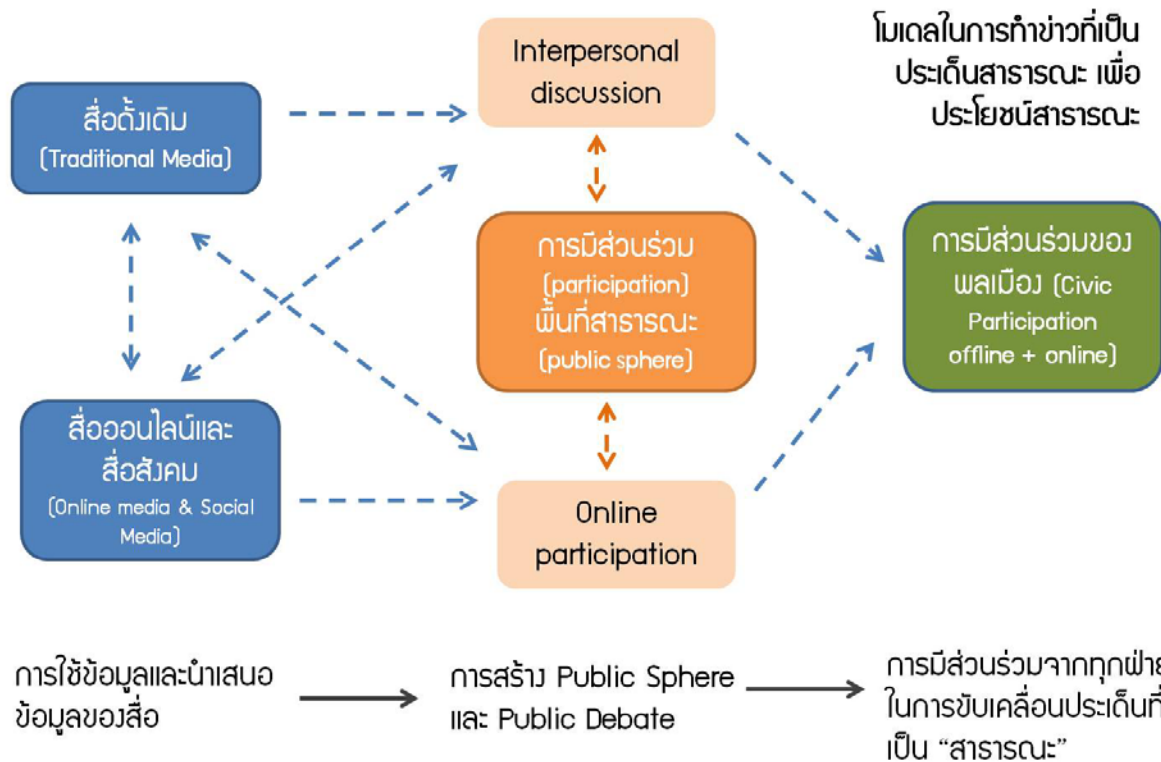 โมเดลในการทำข่าวที่เป็น
ประเด็นสาธารณะ เพื่อ
ประโยชน์สาธารณะ
สื่อดั้งเดิม
(Traditional Media)
สื่อออนไลน์และ
สื่อสังคม
(Online media & Social
Media)
Interpersonal
discussion
การมีส่วนร่วม
(participation)
พื้นที่สาธารณะ
(public sphere)
Online
participation
การมีส่วนร่วมของ
พลเมือง (Civic
Participation
offline + online)
การใช้ข้อมูลและนำเสนอ
ข้อมูลของสื่อ
การสร้าง Public Sphere
และ Public Debate
การมีส่วนร่วมจากทุกฝ่าย
ในการขับเคลื่อนประเด็นที่
เป็น “สาธารณะ”